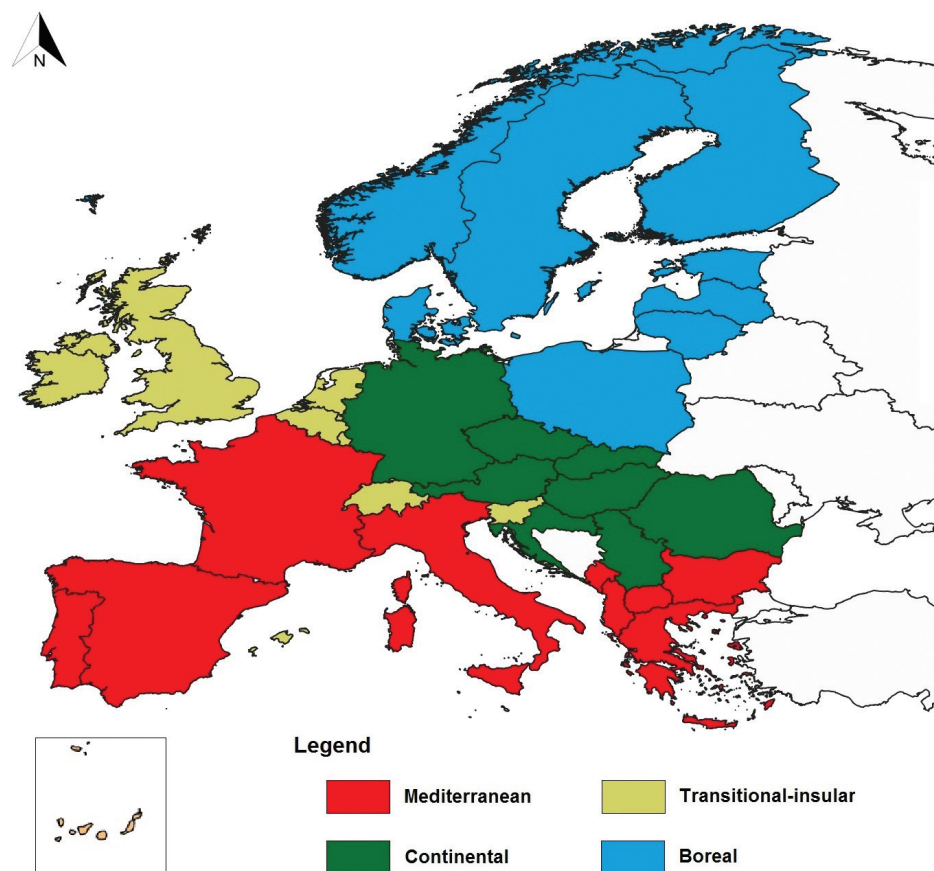 N
Legend
Mediterranean
Transitional-insular
Continental
Boreal